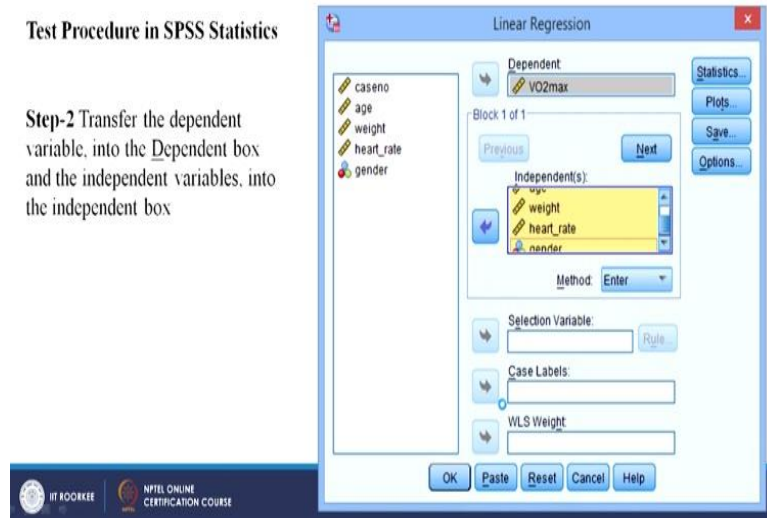 Test Procedure in SPSS Statistics
Step-2 Transfer the dependent
variable, into the Dependent box
and the independent variables, into
the independent box
Linear Regression
x
caseno
age
weight
heart_rate
gender
Dependent
VO2max
Block 1 of 1
Previous
Next
Independent(s):
age
weight
heart_rate
gender
Method: Enter
Selection Variable:
Rule...
Case Labels:
WLS Weight:
Statistics...
Plots...
Save...
Options...
OK Paste Reset Cancel Help
IIT ROORKEE
NPTEL ONLINE
CERTIFICATION COURSE